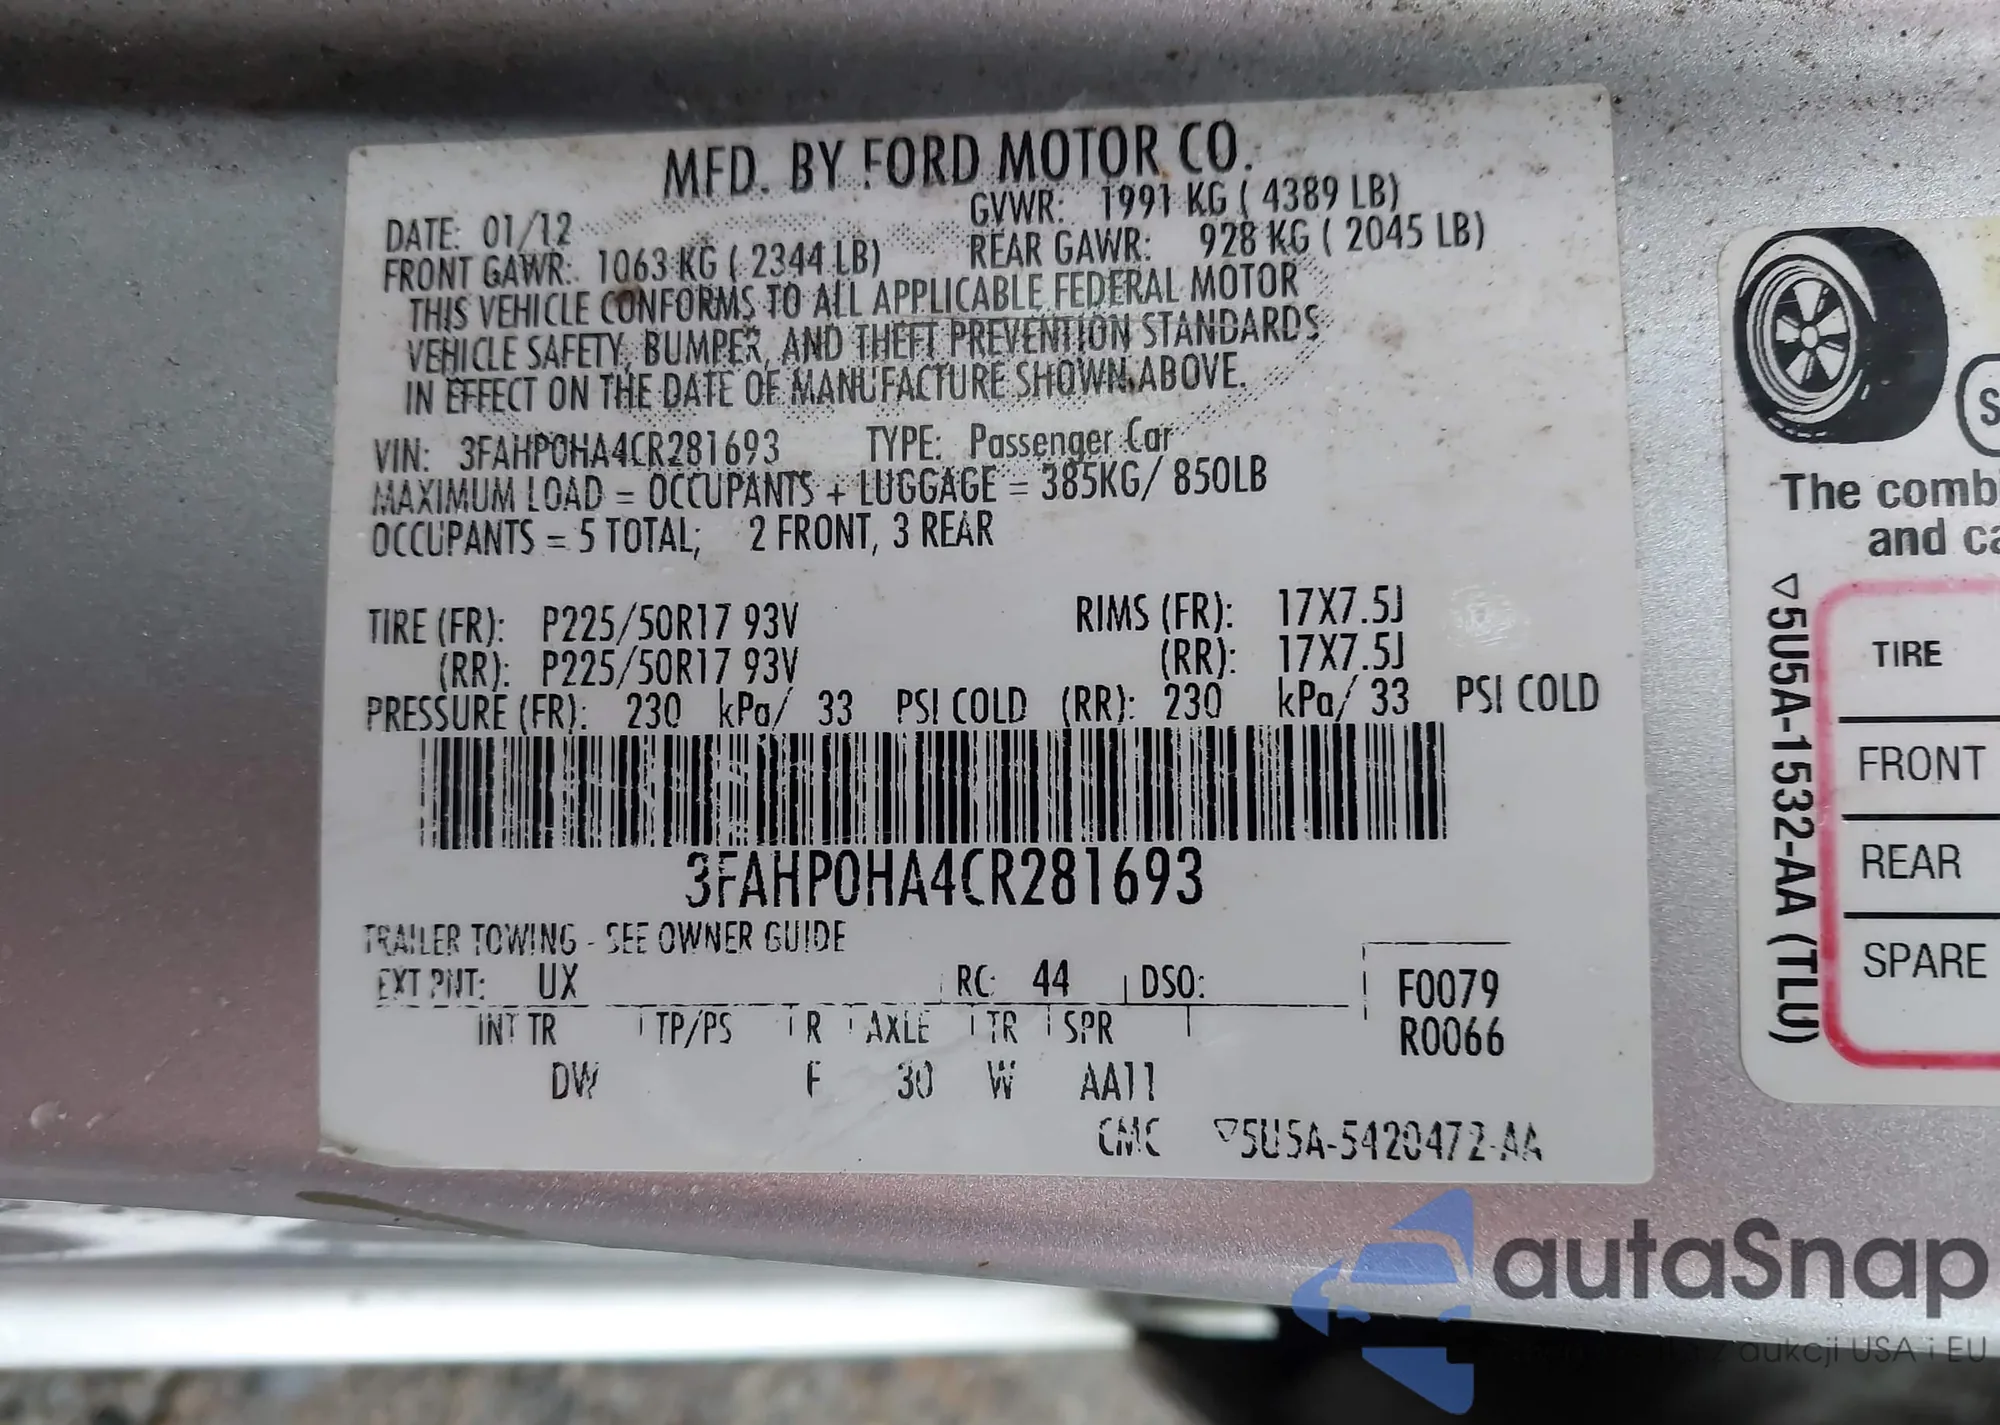 MFD. BY FORD MOTOR CO.
DATE: 01/12 GVWR: 1991 KG ( 4389 LB)
FRONT GAWR: 1063 KG ( 2344 LB) REAR GAWR: 928 KG ( 2045 LB)
THIS VEHICLE CONFORMS TO ALL APPLICABLE FEDERAL MOTOR
VEHICLE SAFETY, BUMPER, AND THEFT PREVENTION STANDARDS
IN EFFECT ON THE DATE OF MANUFACTURE SHOWN ABOVE.
VIN: 3FAHP0HA4CR281693 TYPE: Passenger Car
MAXIMUM LOAD = OCCUPANTS + LUGGAGE = 385KG/ 850LB
OCCUPANTS = 5 TOTAL; 2 FRONT, 3 REAR
TIRE (FR): P225/50R17 93V RIMS (FR): 17X7.5J
(RR): P225/50R17 93V (RR): 17X7.5J
PRESSURE (FR): 230 kPa/ 33 PSI COLD (RR): 230 kPa/ 33 PSI COLD
3FAHP0HA4CR281693
TRAILER TOWING - SEE OWNER GUIDE
EXT PNT: UX RC: 44 DSO: F0079
INT TR TP/PS R AXLE TR SPR R0066
DW F 30 W AA11
CMC ▽5U5A-5420472-AA
The comb
and ca
▽5U5A-1532-AA (TLU)
TIRE
FRONT
REAR
SPARE
autaSnap
z aukcji USA i EU